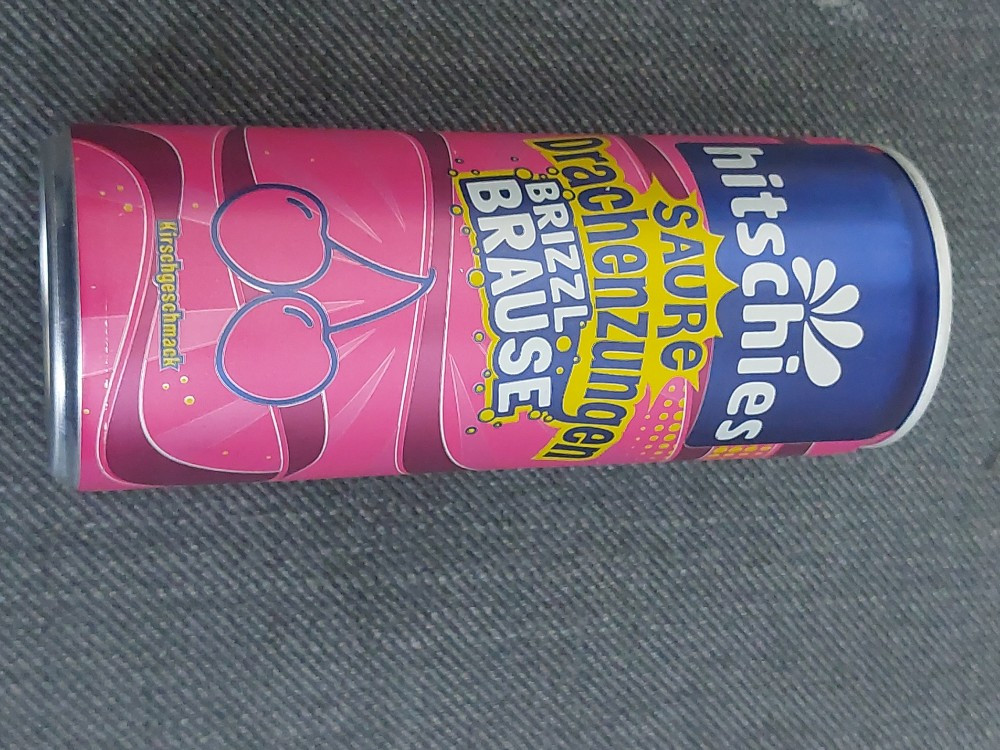 hitschies
SAURE
Drachenzungen
BRIZZL
BRAUSE
Kirschgeschmack